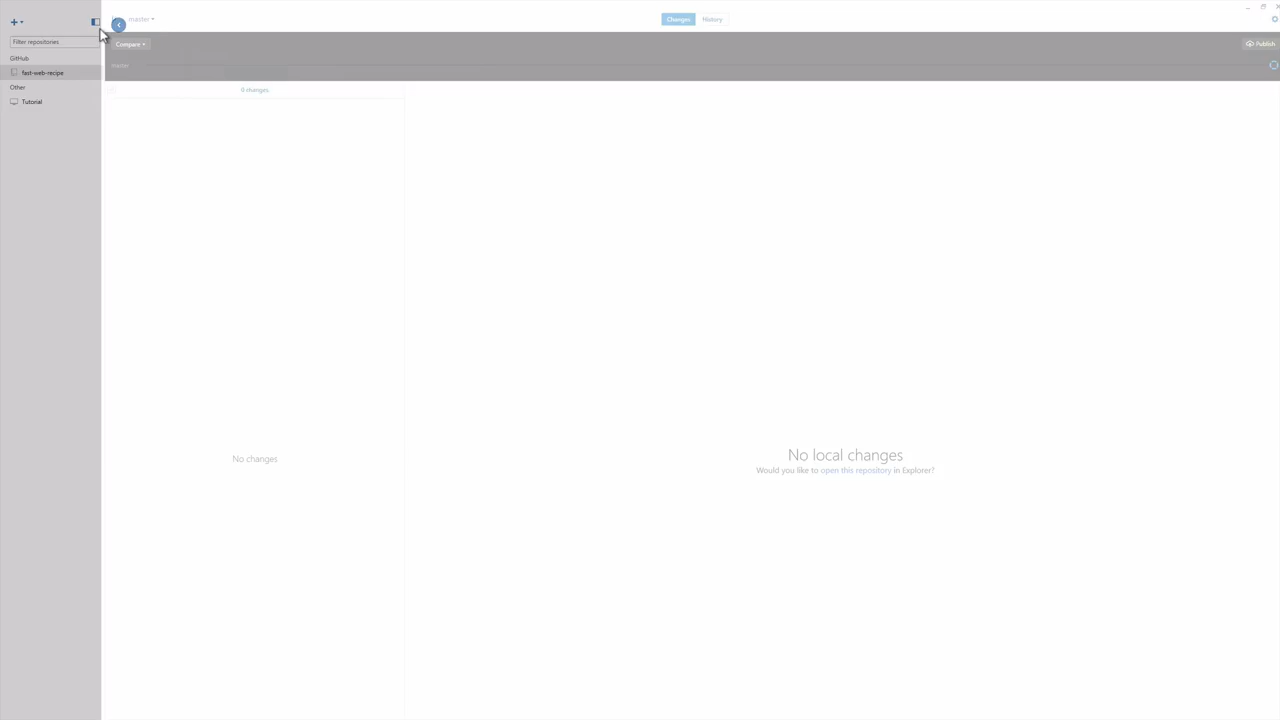 master
Changes
History
Filter repositories
Compare
Publish
GitHub
master
fast-web-recipe
Other
0 changes
Tutorial
No changes
No local changes
Would you like to open this repository in Explorer?